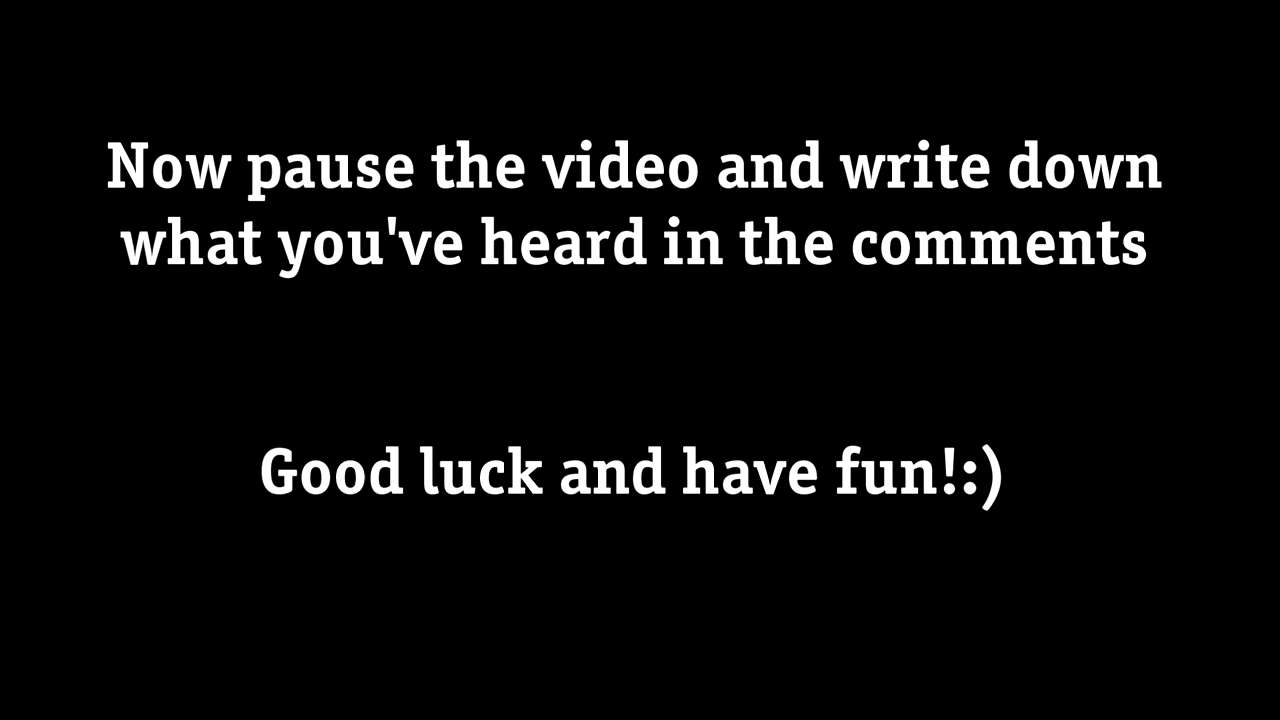 Now pause the video and write down
what you've heard in the comments
Good luck and have fun!:)